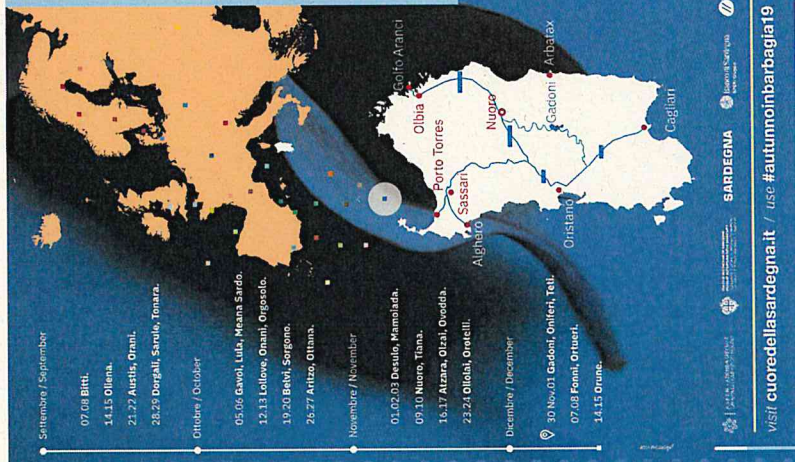 Settembre / September
07.08 Bitti.
14.15 Oliena.
21.22 Austis, Orani.
28.29 Dorgali, Sarule, Tonara.
Ottobre / October
05.06 Gavoi, Lula, Meana Sardo.
12.13 Lollove, Onanì, Orgosolo.
19.20 Belvì, Sorgono.
26.27 Aritzo, Ottana.
Novembre / November
01.02.03 Desulo, Mamoiada.
09.10 Nuoro, Tiana.
16.17 Atzara, Olzai, Ovodda.
23.24 Ollolai, Orotelli.
Dicembre / December
30 Nov.01 Gadoni, Oniferi, Teti.
07.08 Fonni, Ortueri.
14.15 Orune.
Golfo Aranci
Olbia
Porto Torres
Sassari
Alghero
Nuoro
Arbatax
Gadoni
Oristano
Cagliari
SARDEGNA
Banco di Sardegna
visit cuoredellasardegna.it / use #autunnoinbarbagia19